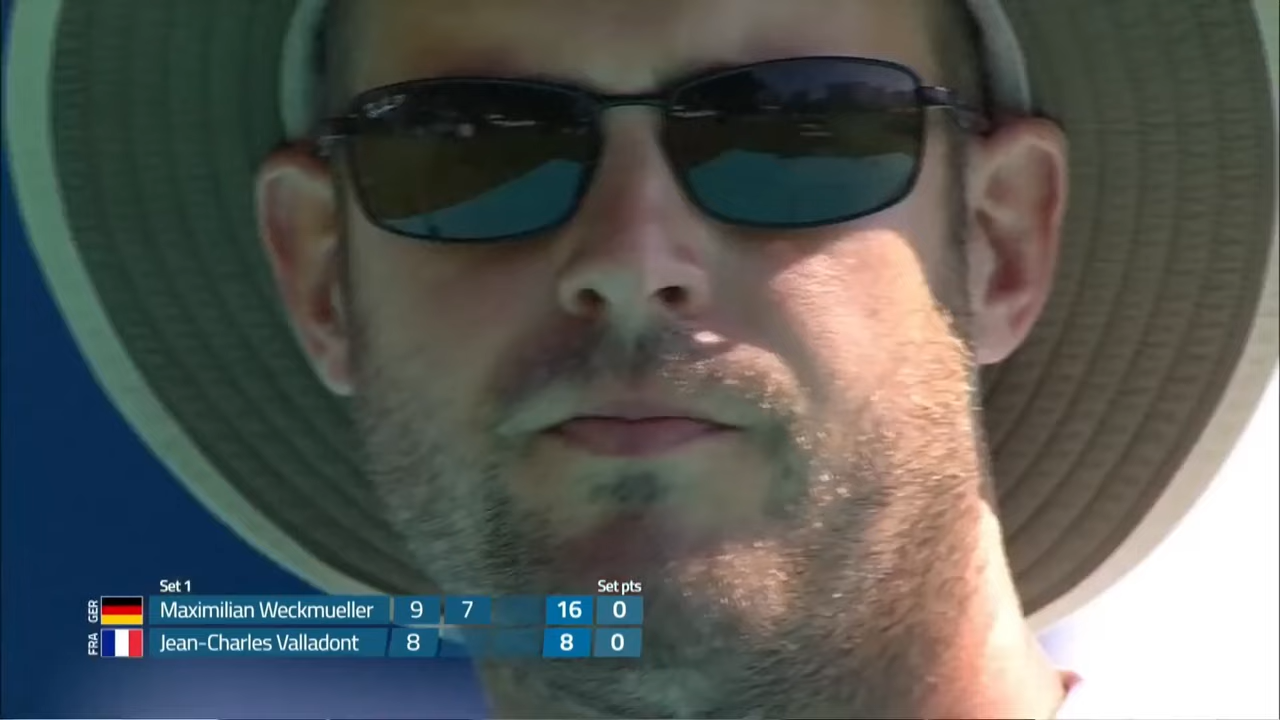 Set 1 Set pts
GER Maximilian Weckmueller 9 7 16 0
FRA Jean-Charles Valladont 8 8 0